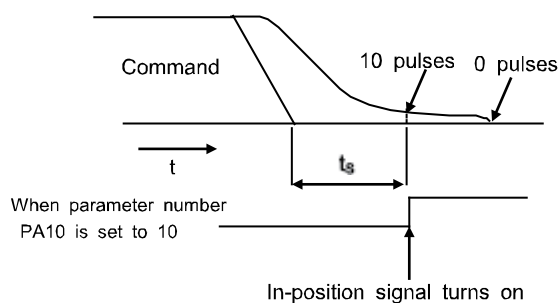 Command
10 pulses
0 pulses
t
ts
When parameter number
PA10 is set to 10
In-position signal turns on